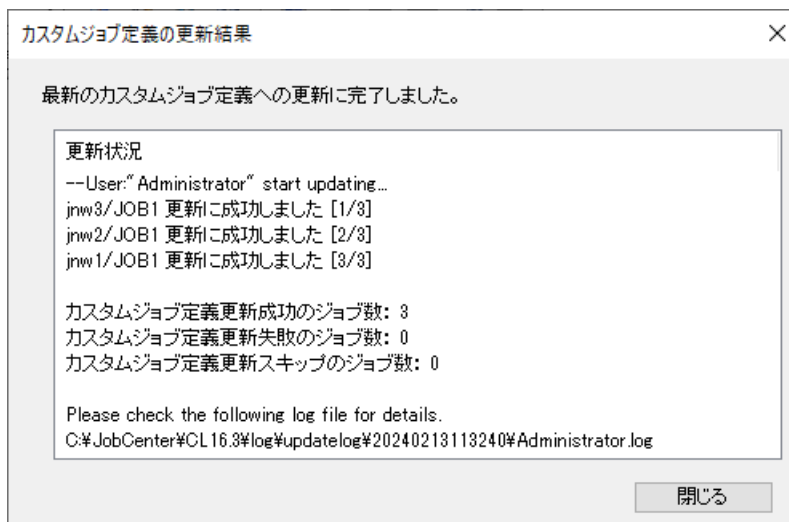 カスタムジョブ定義の更新結果
最新のカスタムジョブ定義への更新に完了しました。
更新状況
--User:"Administrator" start updating...
jnw3/JOB1 更新に成功しました [1/3]
jnw2/JOB1 更新に成功しました [2/3]
jnw1/JOB1 更新に成功しました [3/3]
カスタムジョブ定義更新成功のジョブ数: 3
カスタムジョブ定義更新失敗のジョブ数: 0
カスタムジョブ定義更新スキップのジョブ数: 0
Please check the following log file for details.
C:¥JobCenter¥CL16.3¥log¥updatelog¥20240213113240¥Administrator.log
閉じる